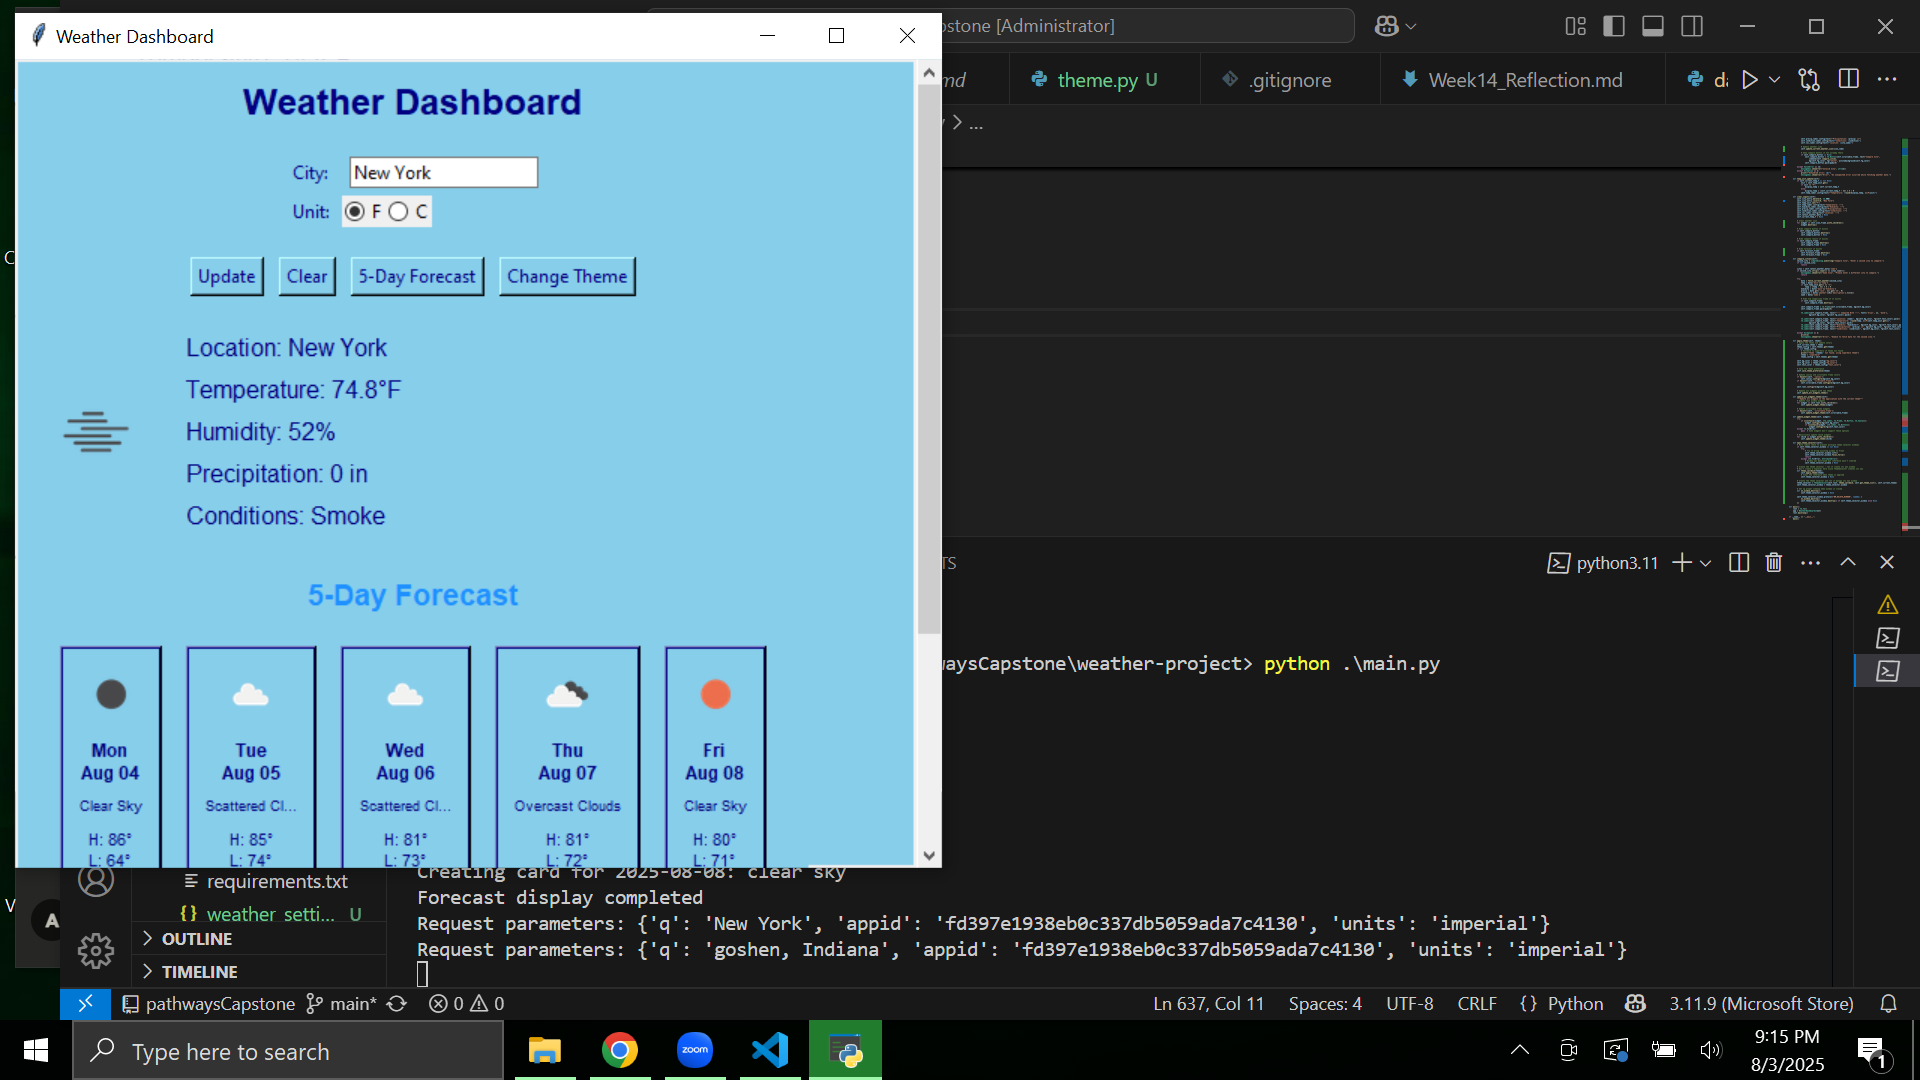 Weather Dashboard
Weather Dashboard
City: New York
Unit: F C
Update Clear 5-Day Forecast Change Theme
Location: New York
Temperature: 74.8°F
Humidity: 52%
Precipitation: 0 in
Conditions: Smoke
5-Day Forecast
Mon
Aug 04
Clear Sky
H: 86°
L: 64°
Tue
Aug 05
Scattered Cl...
H: 85°
L: 74°
Wed
Aug 06
Scattered Cl...
H: 81°
L: 73°
Thu
Aug 07
Overcast Clouds
H: 81°
L: 72°
Fri
Aug 08
Clear Sky
H: 80°
L: 71°
stone [Administrator]
md theme.py U .gitignore Week14_Reflection.md da
...
TS
python3.11
waysCapstone\weather-project> python .\main.py
Creating card for 2025-08-08: clear sky
Forecast display completed
Request parameters: {'q': 'New York', 'appid': 'fd397e1938eb0c337db5059ada7c4130', 'units': 'imperial'}
Request parameters: {'q': 'goshen, Indiana', 'appid': 'fd397e1938eb0c337db5059ada7c4130', 'units': 'imperial'}
requirements.txt
{} weather_setti... U
OUTLINE
TIMELINE
A
V
pathwaysCapstone main* 0 0
Ln 637, Col 11 Spaces: 4 UTF-8 CRLF {} Python 3.11.9 (Microsoft Store)
Type here to search
zoom
9:15 PM
8/3/2025
1